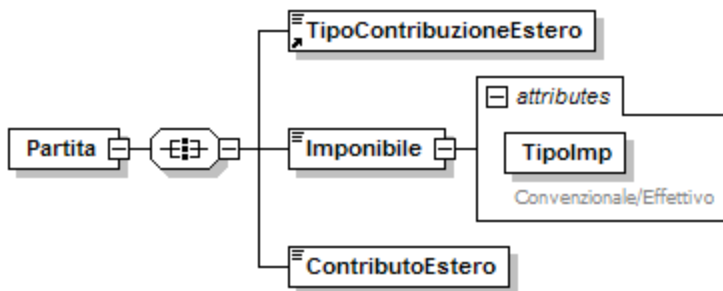 TipoContribuzioneEstero
attributes
Partita
Imponibile
TipoImp
Convenzionale/Effettivo
ContributoEstero